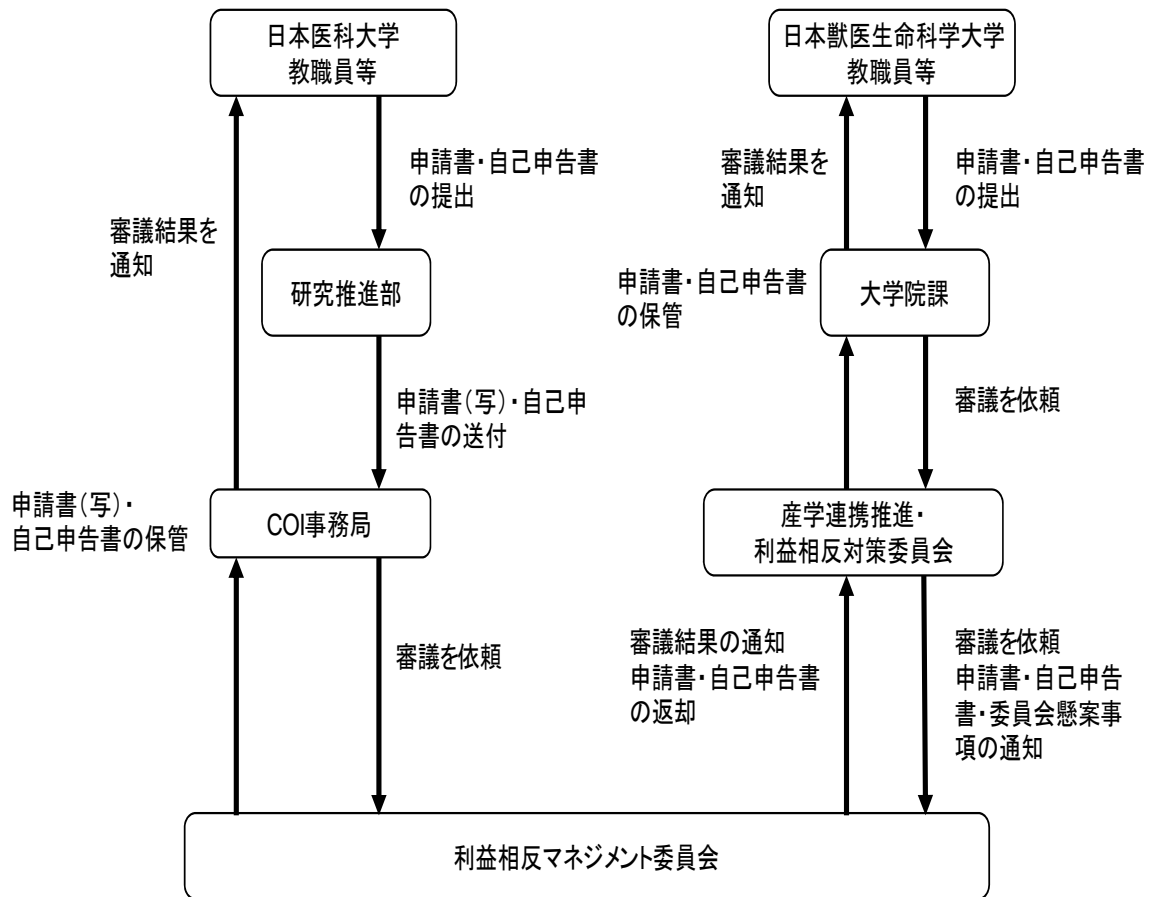 日本医科大学
教職員等
日本獣医生命科学大学
教職員等
申請書・自己申告書
の提出
審議結果を
通知
申請書・自己申告書
の提出
審議結果を
通知
研究推進部
申請書・自己申告書
の保管
大学院課
申請書(写)・自己申
告書の送付
審議を依頼
申請書(写)・
自己申告書の保管
COI事務局
産学連携推進・
利益相反対策委員会
審議を依頼
審議結果の通知
申請書・自己申告書
の返却
審議を依頼
申請書・自己申告
書・委員会懸案事
項の通知
利益相反マネジメント委員会